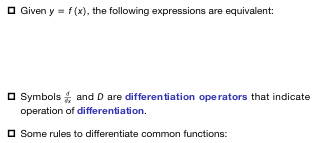 Given y = f (x), the following expressions are equivalent:
Symbols d/dx and D are differentiation operators that indicate
operation of differentiation.
Some rules to differentiate common functions: